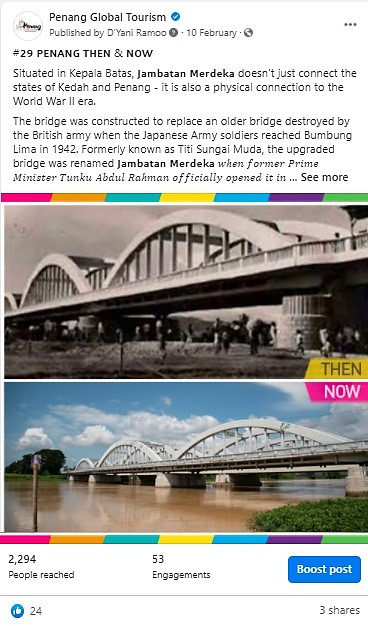 Penang Global Tourism
Published by D'Yani Ramoo · 10 February ·
#29 PENANG THEN & NOW
Situated in Kepala Batas, Jambatan Merdeka doesn't just connect the
states of Kedah and Penang - it is also a physical connection to the
World War II era.
The bridge was constructed to replace an older bridge destroyed by
the British army when the Japanese Army soldiers reached Bumbung
Lima in 1942. Formerly known as Titi Sungai Muda, the upgraded
bridge was renamed Jambatan Merdeka when former Prime
Minister Tunku Abdul Rahman officially opened it in ... See more
THEN
NOW
2,294
People reached
53
Engagements
Boost post
24
3 shares